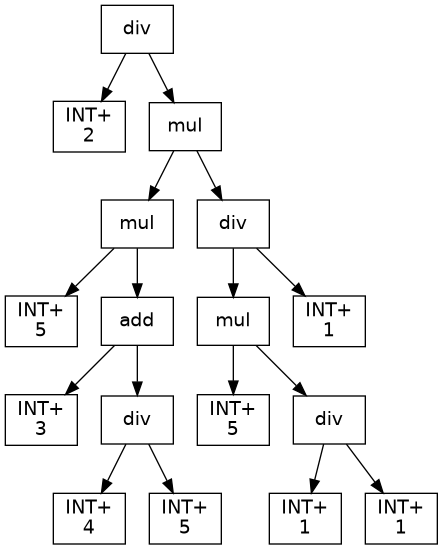 div
INT+
2
mul
mul
div
INT+
5
add
mul
INT+
1
INT+
3
div
INT+
5
div
INT+
4
INT+
5
INT+
1
INT+
1